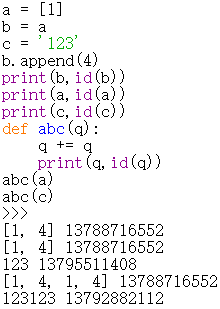 a = [1]
b = a
c = '123'
b.append(4)
print(b,id(b))
print(a,id(a))
print(c,id(c))
def abc(q):
    q += q
    print(q,id(q))
abc(a)
abc(c)
>>>
[1, 4] 13788716552
[1, 4] 13788716552
123 13795511408
[1, 4, 1, 4] 13788716552
123123 13792882112